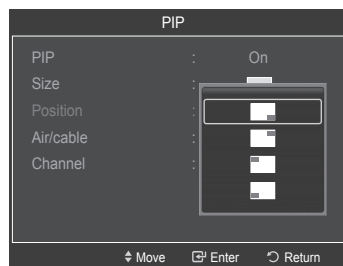 PIP
PIP : On
Size :
Position :
Air/cable :
Channel :
Move Enter Return